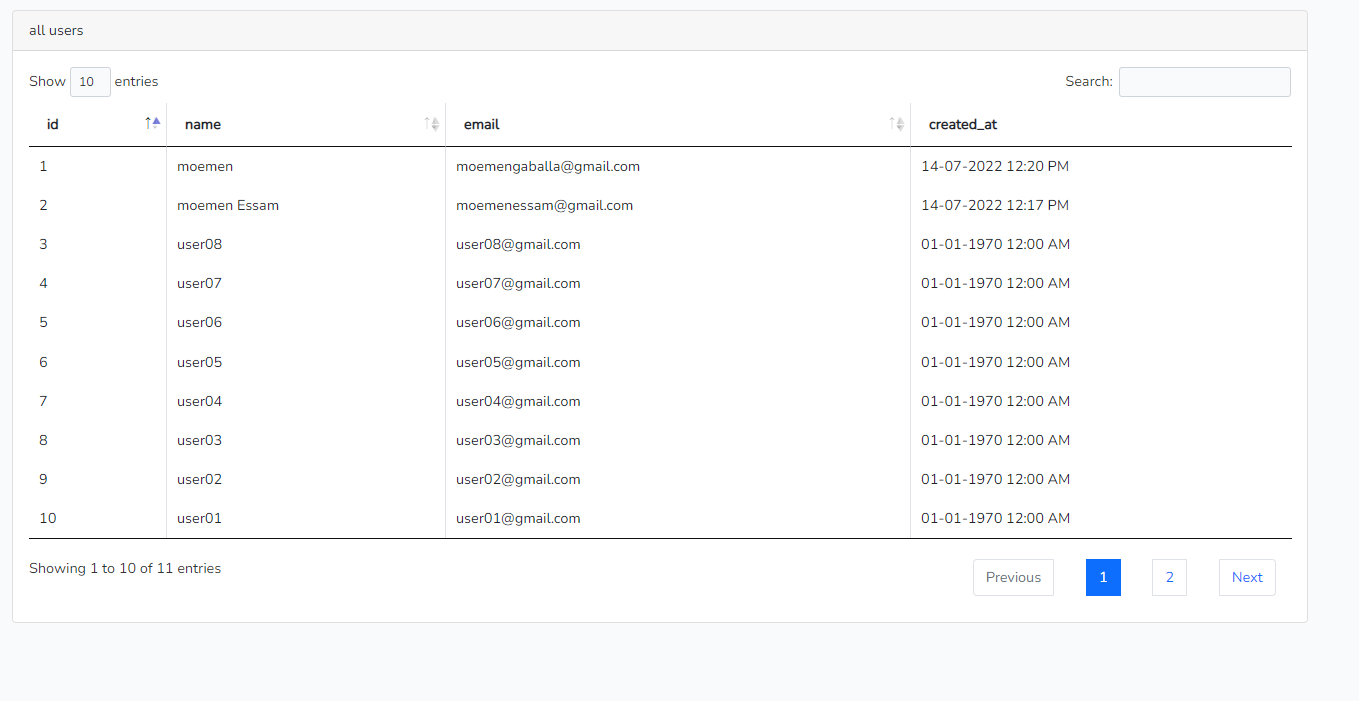 all users
Show 10 entries Search:
id name email created_at
1 moemen moemengaballa@gmail.com 14-07-2022 12:20 PM
2 moemen Essam moemenessam@gmail.com 14-07-2022 12:17 PM
3 user08 user08@gmail.com 01-01-1970 12:00 AM
4 user07 user07@gmail.com 01-01-1970 12:00 AM
5 user06 user06@gmail.com 01-01-1970 12:00 AM
6 user05 user05@gmail.com 01-01-1970 12:00 AM
7 user04 user04@gmail.com 01-01-1970 12:00 AM
8 user03 user03@gmail.com 01-01-1970 12:00 AM
9 user02 user02@gmail.com 01-01-1970 12:00 AM
10 user01 user01@gmail.com 01-01-1970 12:00 AM
Showing 1 to 10 of 11 entries Previous 1 2 Next